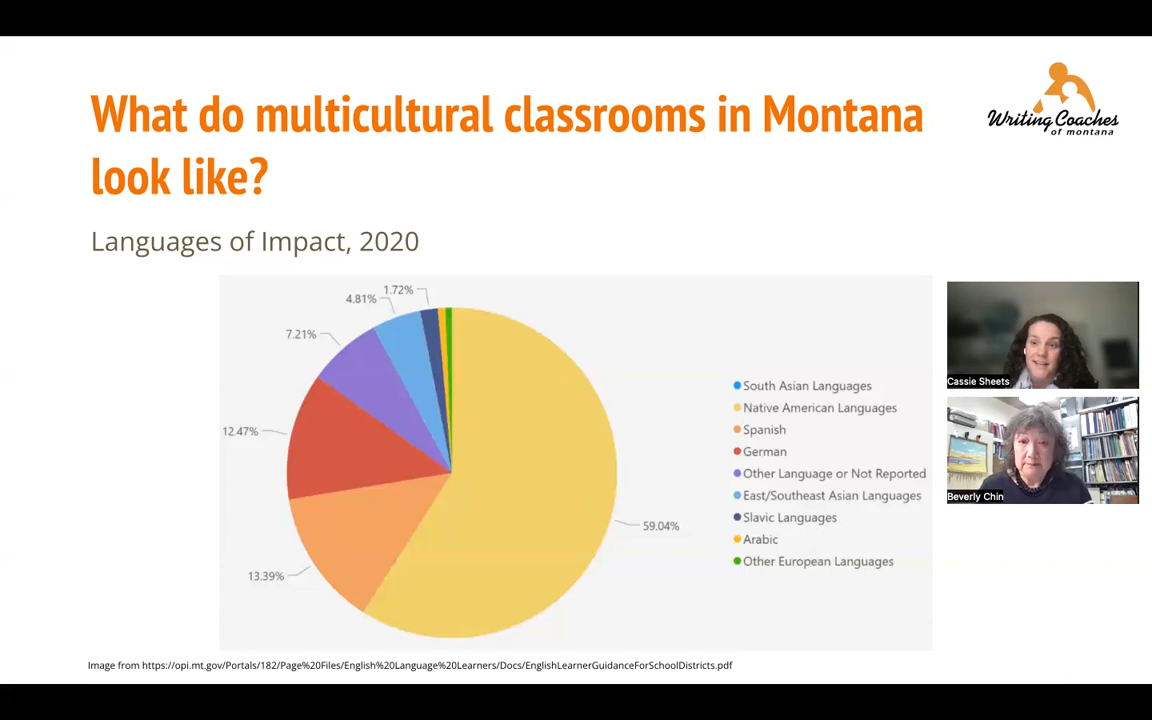 What do multicultural classrooms in Montana
look like?
Writing Coaches
of montana
Languages of Impact, 2020
1.72%
4.81%
7.21%
12.47%
13.39%
59.04%
South Asian Languages
Native American Languages
Spanish
German
Other Language or Not Reported
East/Southeast Asian Languages
Slavic Languages
Arabic
Other European Languages
Cassie Sheets
Beverly Chin
Image from https://opi.mt.gov/Portals/182/Page%20Files/English%20Language%20Learners/Docs/EnglishLearnerGuidanceForSchoolDistricts.pdf